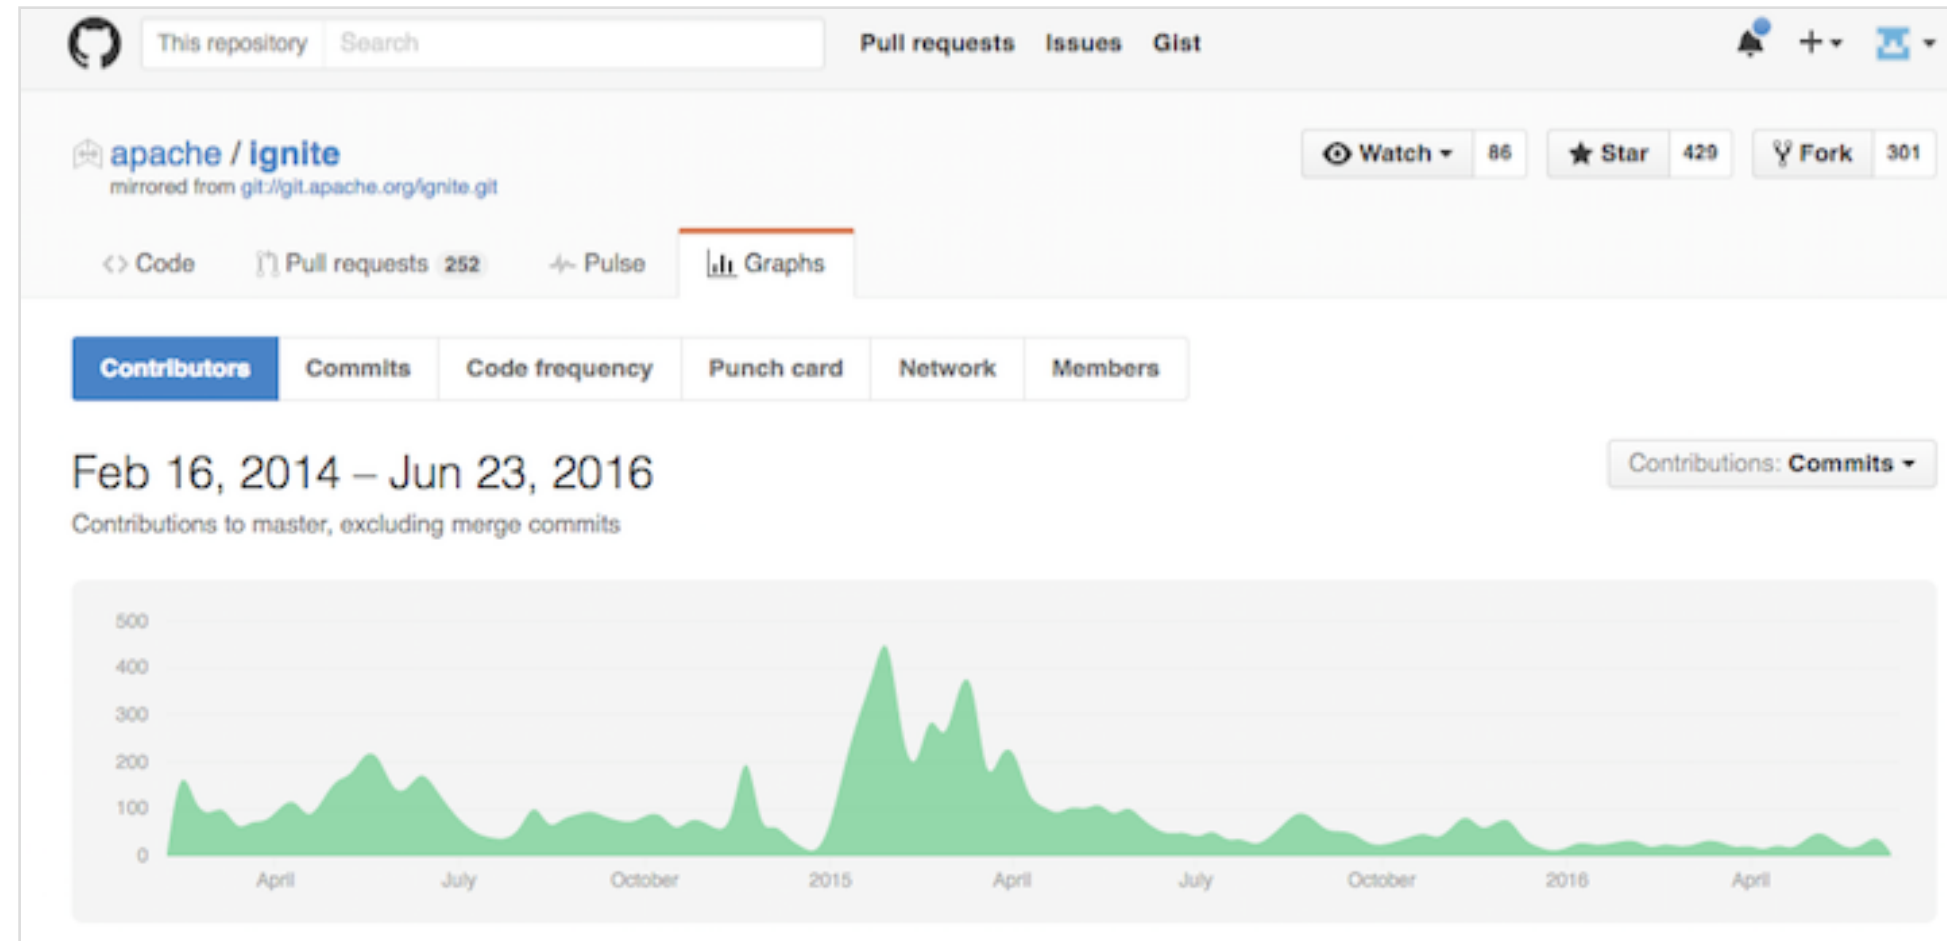 This repository Search Pull requests Issues Gist
apache / ignite Watch 86 Star 429 Fork 301
mirrored from git://git.apache.org/ignite.git
Code Pull requests 252 Pulse Graphs
Contributors Commits Code frequency Punch card Network Members
Feb 16, 2014 – Jun 23, 2016 Contributions: Commits
Contributions to master, excluding merge commits
500
400
300
200
100
0
April July October 2015 April July October 2016 April